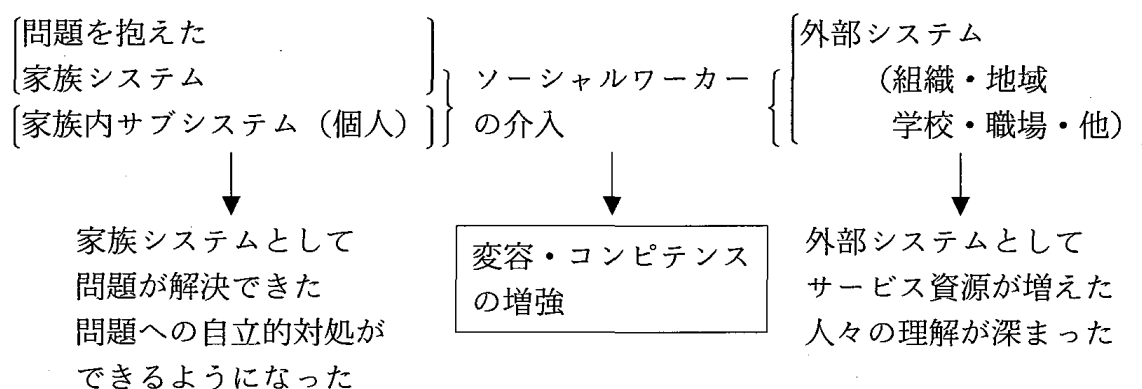 問題を抱えた
家族システム
家族内サブシステム（個人）
ソーシャルワーカー
の介入
外部システム
（組織・地域
学校・職場・他）
家族システムとして
問題が解決できた
問題への自立的対処が
できるようになった
変容・コンピテンス
の増強
外部システムとして
サービス資源が増えた
人々の理解が深まった